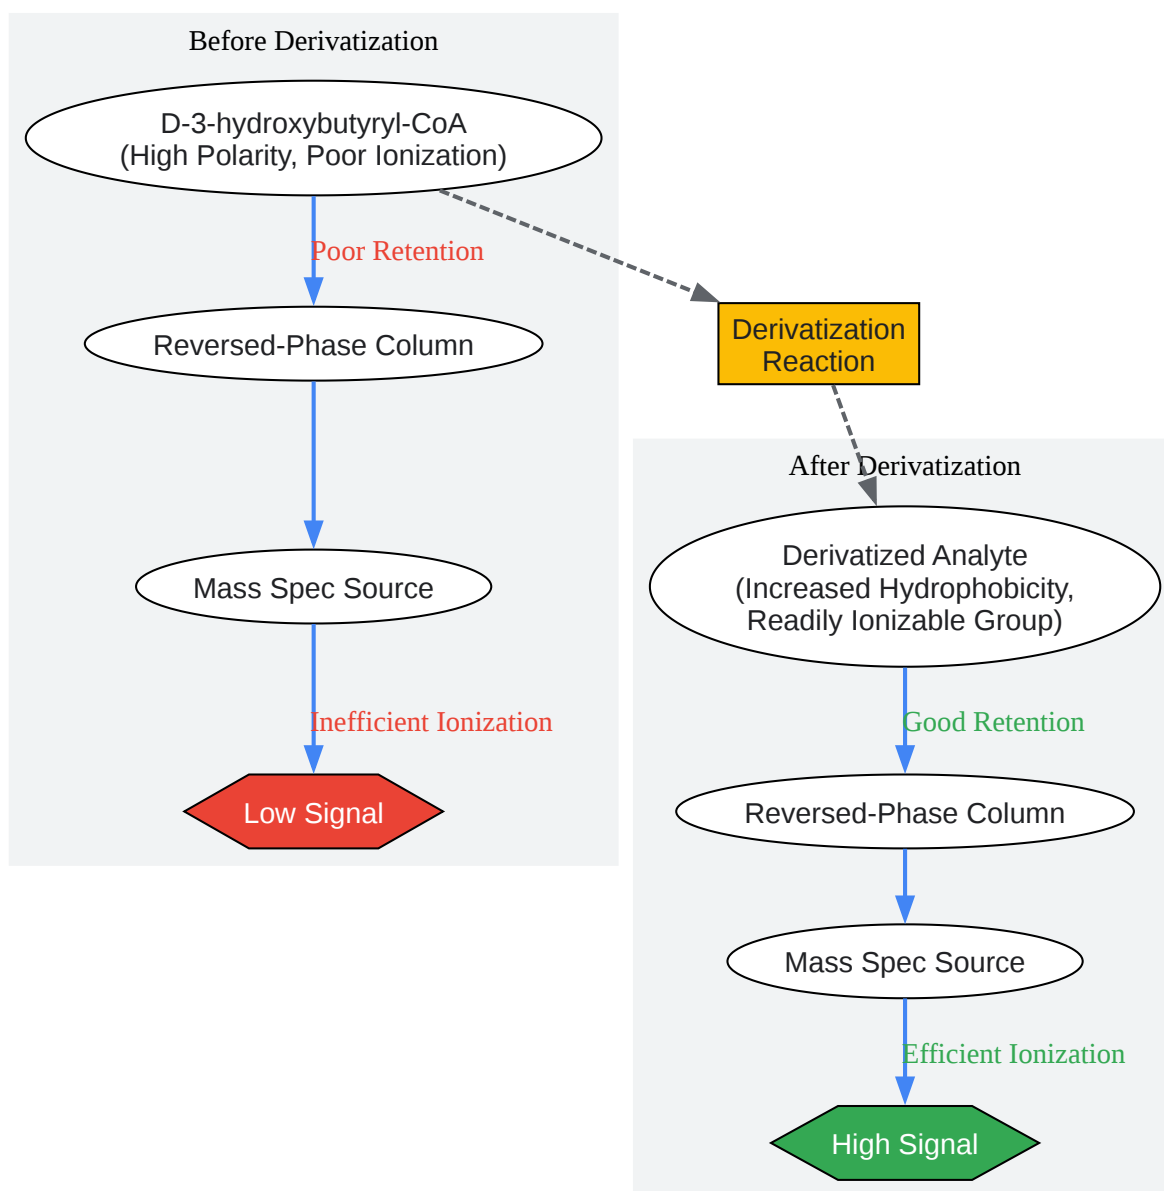 Before Derivatization
D-3-hydroxybutyryl-CoA
(High Polarity, Poor Ionization)
Poor Retention
Reversed-Phase Column
Mass Spec Source
Inefficient Ionization
Low Signal
Derivatization
Reaction
After Derivatization
Derivatized Analyte
(Increased Hydrophobicity,
Readily Ionizable Group)
Good Retention
Reversed-Phase Column
Mass Spec Source
Efficient Ionization
High Signal